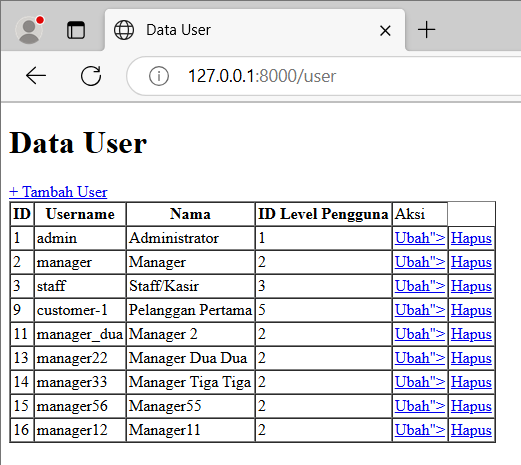 Data User
127.0.0.1:8000/user
Data User
+ Tambah User
ID Username Nama ID Level Pengguna Aksi
1 admin Administrator 1 Ubah"> Hapus
2 manager Manager 2 Ubah"> Hapus
3 staff Staff/Kasir 3 Ubah"> Hapus
9 customer-1 Pelanggan Pertama 5 Ubah"> Hapus
11 manager_dua Manager 2 2 Ubah"> Hapus
13 manager22 Manager Dua Dua 2 Ubah"> Hapus
14 manager33 Manager Tiga Tiga 2 Ubah"> Hapus
15 manager56 Manager55 2 Ubah"> Hapus
16 manager12 Manager11 2 Ubah"> Hapus